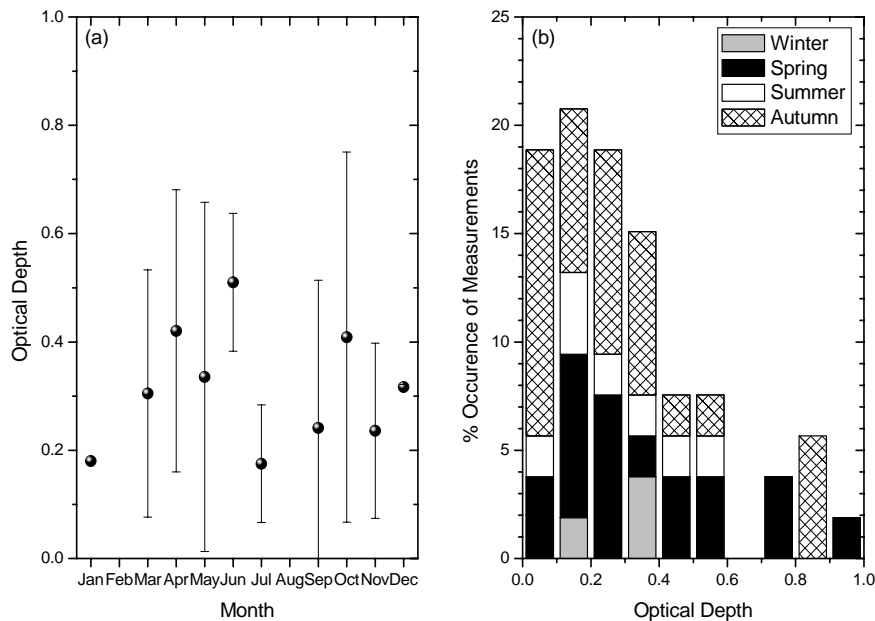 (a)
1.0
0.8
0.6
0.4
0.2
0.0
Optical Depth
Jan Feb Mar Apr May Jun Jul Aug Sep Oct Nov Dec
Month
(b)
Winter
Spring
Summer
Autumn
25
20
15
10
5
0
% Occurence of Measurements
0.0 0.2 0.4 0.6 0.8 1.0
Optical Depth